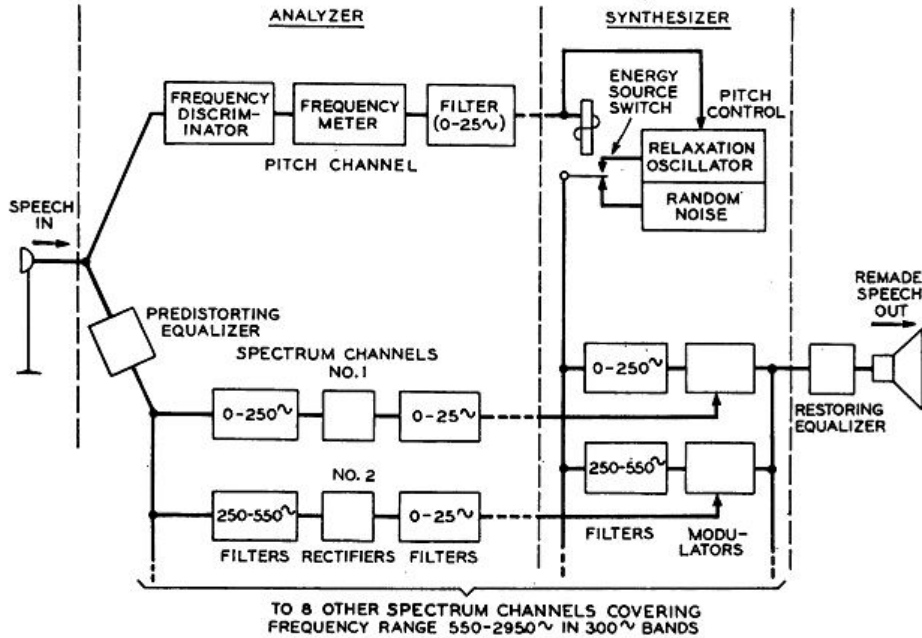 ANALYZER
SYNTHESIZER
FREQUENCY
DISCRIM-
INATOR
FREQUENCY
METER
FILTER
(0-25~)
PITCH CHANNEL
ENERGY
SOURCE
SWITCH
PITCH
CONTROL
RELAXATION
OSCILLATOR
RANDOM
NOISE
SPEECH
IN
PREDISTORTING
EQUALIZER
SPECTRUM CHANNELS
NO.1
0-250~
0-25~
0-250~
REMADE
SPEECH
OUT
RESTORING
EQUALIZER
NO. 2
250-550~
0-25~
250-550~
FILTERS
RECTIFIERS
FILTERS
FILTERS
MODU-
LATORS
TO 8 OTHER SPECTRUM CHANNELS COVERING
FREQUENCY RANGE 550-2950~ IN 300~ BANDS